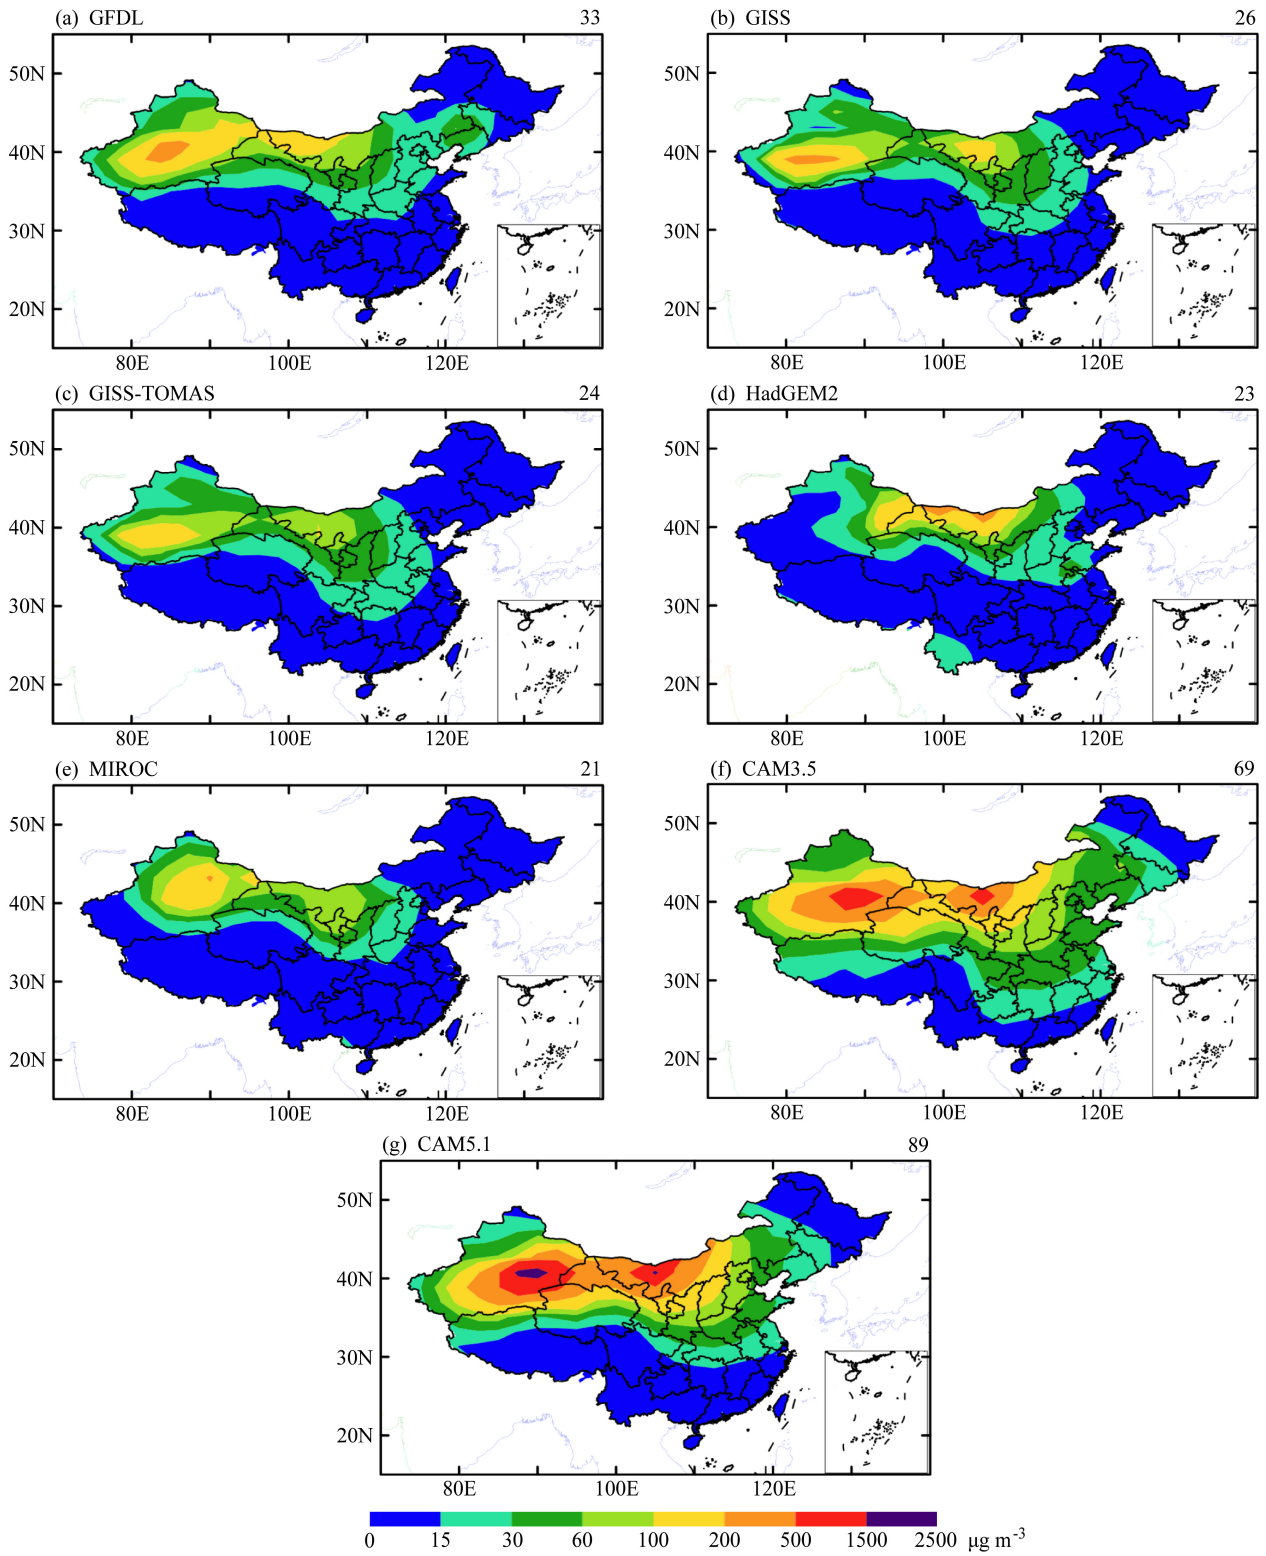 (a) GFDL 33
(b) GISS 26
50N
40N
30N
20N
80E 100E 120E
50N
40N
30N
20N
80E 100E 120E
(c) GISS-TOMAS 24
(d) HadGEM2 23
50N
40N
30N
20N
80E 100E 120E
50N
40N
30N
20N
80E 100E 120E
(e) MIROC 21
(f) CAM3.5 69
50N
40N
30N
20N
80E 100E 120E
50N
40N
30N
20N
80E 100E 120E
(g) CAM5.1 89
50N
40N
30N
20N
80E 100E 120E
0 15 30 60 100 200 500 1500 2500 μg m⁻³